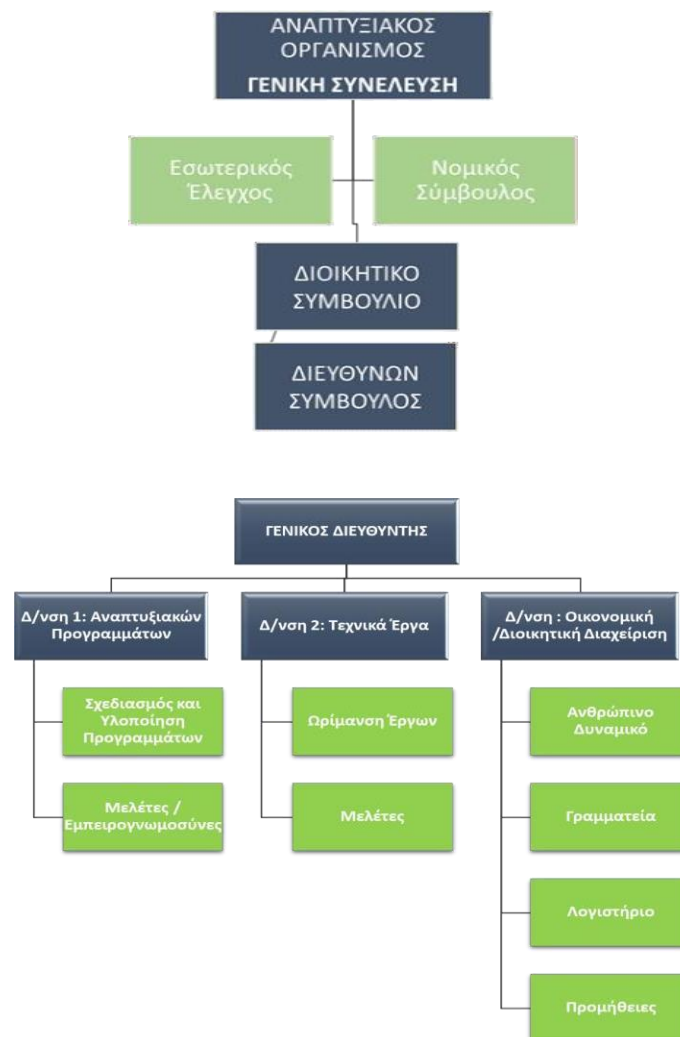 ΑΝΑΠΤΥΞΙΑΚΟΣ
ΟΡΓΑΝΙΣΜΟΣ
ΓΕΝΙΚΗ ΣΥΝΕΛΕΥΣΗ
Εσωτερικός
Έλεγχος
Νομικός
Σύμβουλος
ΔΙΟΙΚΗΤΙΚΟ
ΣΥΜΒΟΥΛΙΟ
ΔΙΕΥΘΥΝΩΝ
ΣΥΜΒΟΥΛΟΣ
ΓΕΝΙΚΟΣ ΔΙΕΥΘΥΝΤΗΣ
Δ/νση 1: Αναπτυξιακών
Προγραμμάτων
Σχεδιασμός και
Υλοποίηση
Προγραμμάτων
Μελέτες /
Εμπειρογνωμοσύνες
Δ/νση 2: Τεχνικά Έργα
Ωρίμανση Έργων
Μελέτες
Δ/νση : Οικονομική
/Διοικητική Διαχείριση
Ανθρώπινο
Δυναμικό
Γραμματεία
Λογιστήριο
Προμήθειες